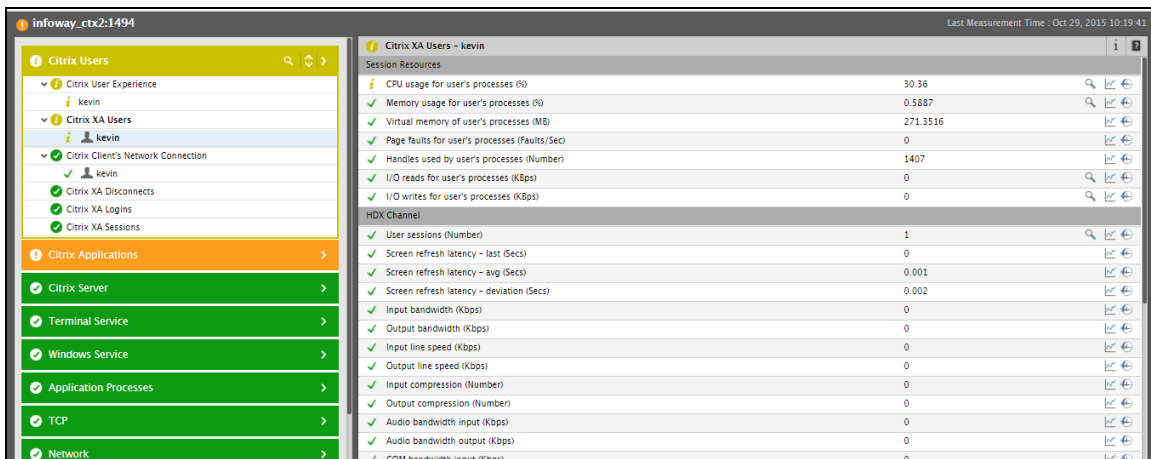 infoway_ctx2:1494
Last Measurement Time : Oct 29, 2015 10:19:41
Citrix Users
Citrix User Experience
kevin
Citrix XA Users
kevin
Citrix Client's Network Connection
kevin
Citrix XA Disconnects
Citrix XA Logins
Citrix XA Sessions
Citrix Applications
Citrix Server
Terminal Service
Windows Service
Application Processes
TCP
Network
Citrix XA Users - kevin
Session Resources
CPU usage for user's processes (%) 30.36
Memory usage for user's processes (%) 0.5887
Virtual memory of user's processes (MB) 271.3516
Page faults for user's processes (Faults/Sec) 0
Handles used by user's processes (Number) 1407
I/O reads for user's processes (KBps) 0
I/O writes for user's processes (KBps) 0
HDX Channel
User sessions (Number) 1
Screen refresh latency - last (Secs) 0
Screen refresh latency - avg (Secs) 0.001
Screen refresh latency - deviation (Secs) 0.002
Input bandwidth (Kbps) 0
Output bandwidth (Kbps) 0
Input line speed (Kbps) 0
Output line speed (Kbps) 0
Input compression (Number) 0
Output compression (Number) 0
Audio bandwidth input (Kbps) 0
Audio bandwidth output (Kbps) 0
COM bandwidth input (Kbps)